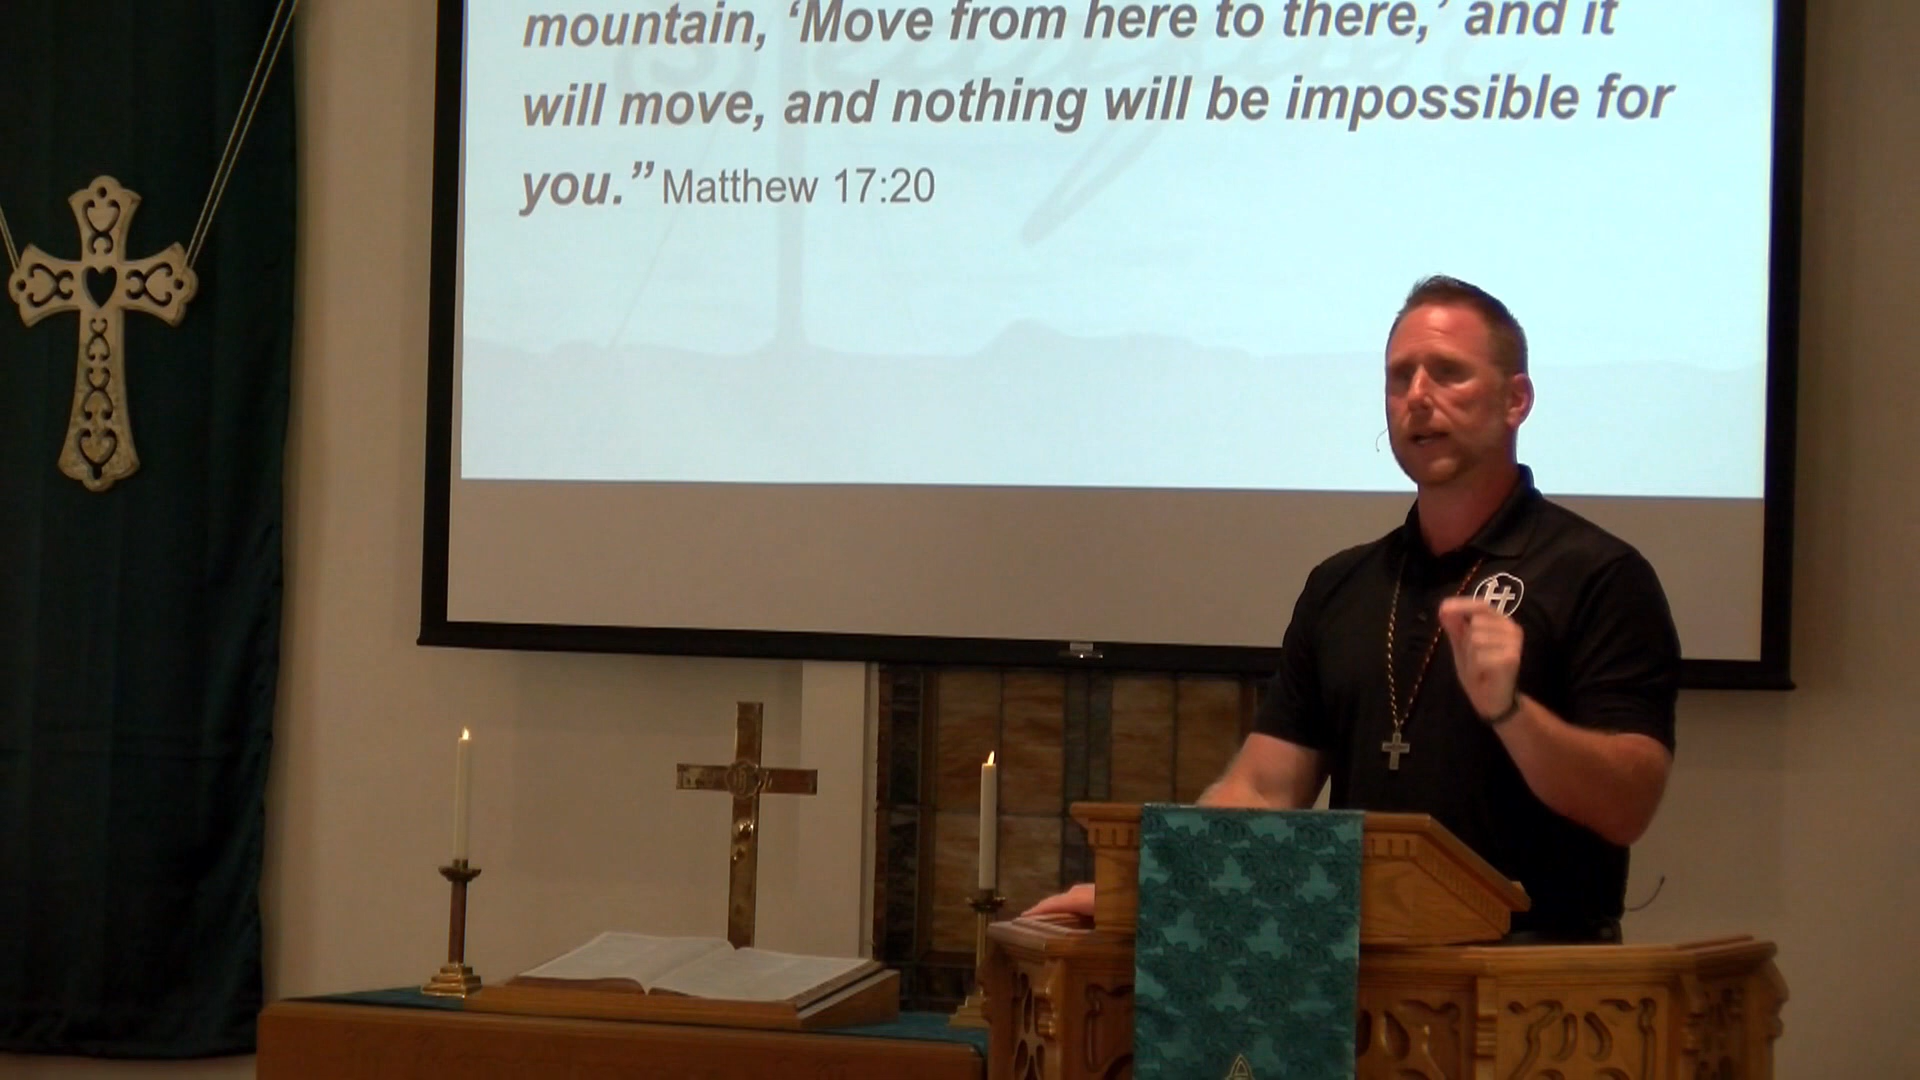 mountain, ‘Move from here to there,’ and it
will move, and nothing will be impossible for
you.” Matthew 17:20
H